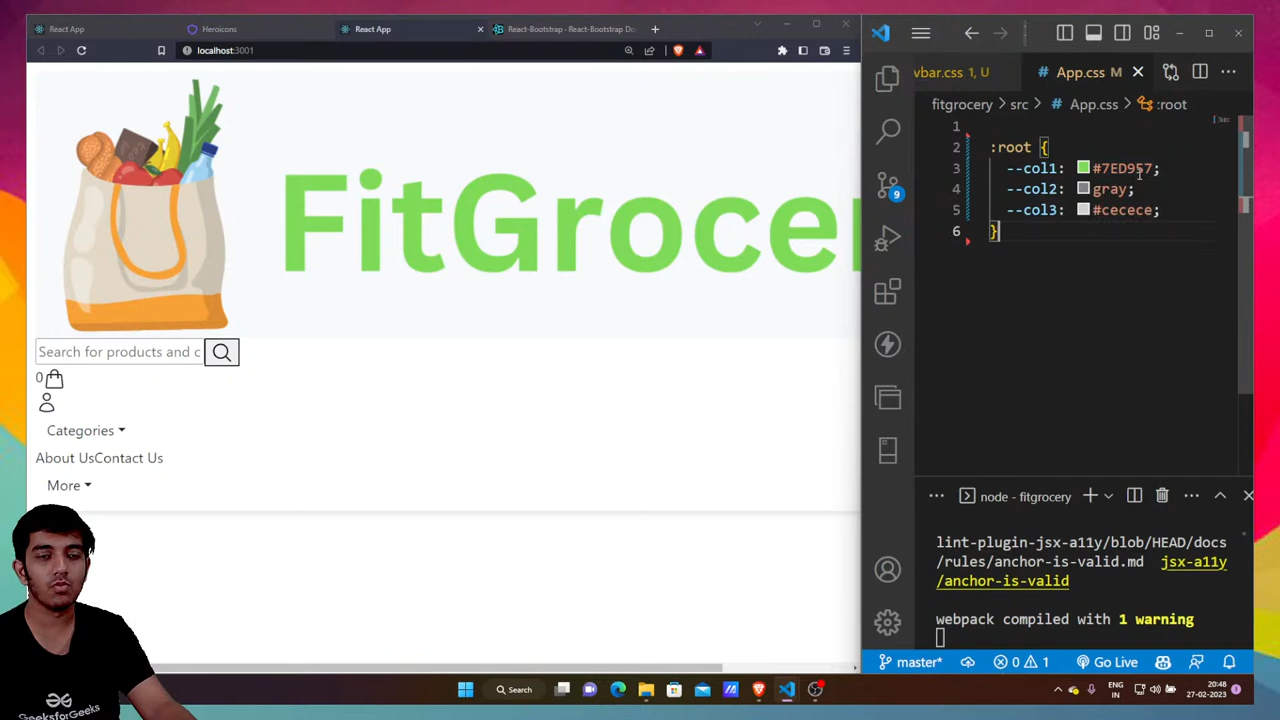 React App
Heroicons
React App
React-Bootstrap - React-Bootstrap Do
localhost:3001
FitGrocer
Search for products and c
0
Categories
About UsContact Us
More
GeeksforGeeks
vbar.css 1, U
# App.css M
fitgrocery > src > # App.css > :root
1
2 :root {
3 --col1: #7ED957;
4 --col2: gray;
5 --col3: #cecece;
6 }
9
node - fitgrocery
lint-plugin-jsx-a11y/blob/HEAD/docs
/rules/anchor-is-valid.md jsx-a11y
/anchor-is-valid
webpack compiled with 1 warning
master* 0 1 Go Live
Search
ENG
IN
20:48
27-02-2023